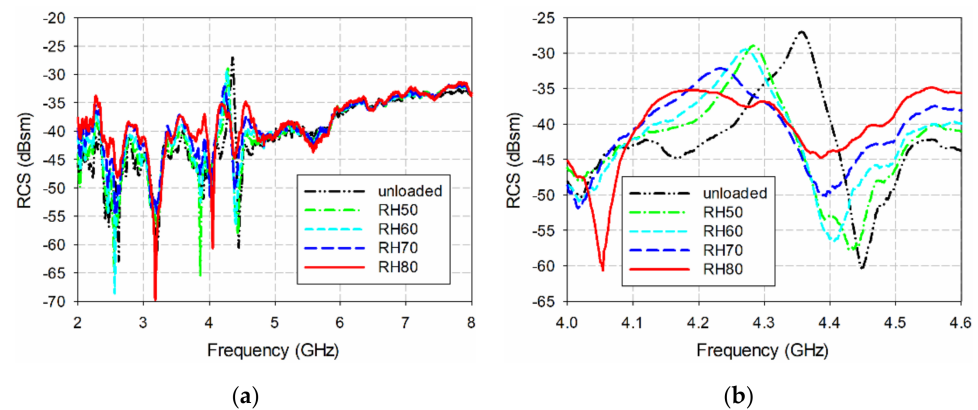 RCS (dBsm)
-20
-25
-30
-35
-40
-45
-50
-55
-60
-65
-70
2
3
4
5
6
7
8
Frequency (GHz)
unloaded
RH50
RH60
RH70
RH80
(a)
RCS (dBsm)
-25
-30
-35
-40
-45
-50
-55
-60
-65
4.0
4.1
4.2
4.3
4.4
4.5
4.6
Frequency (GHz)
unloaded
RH50
RH60
RH70
RH80
(b)